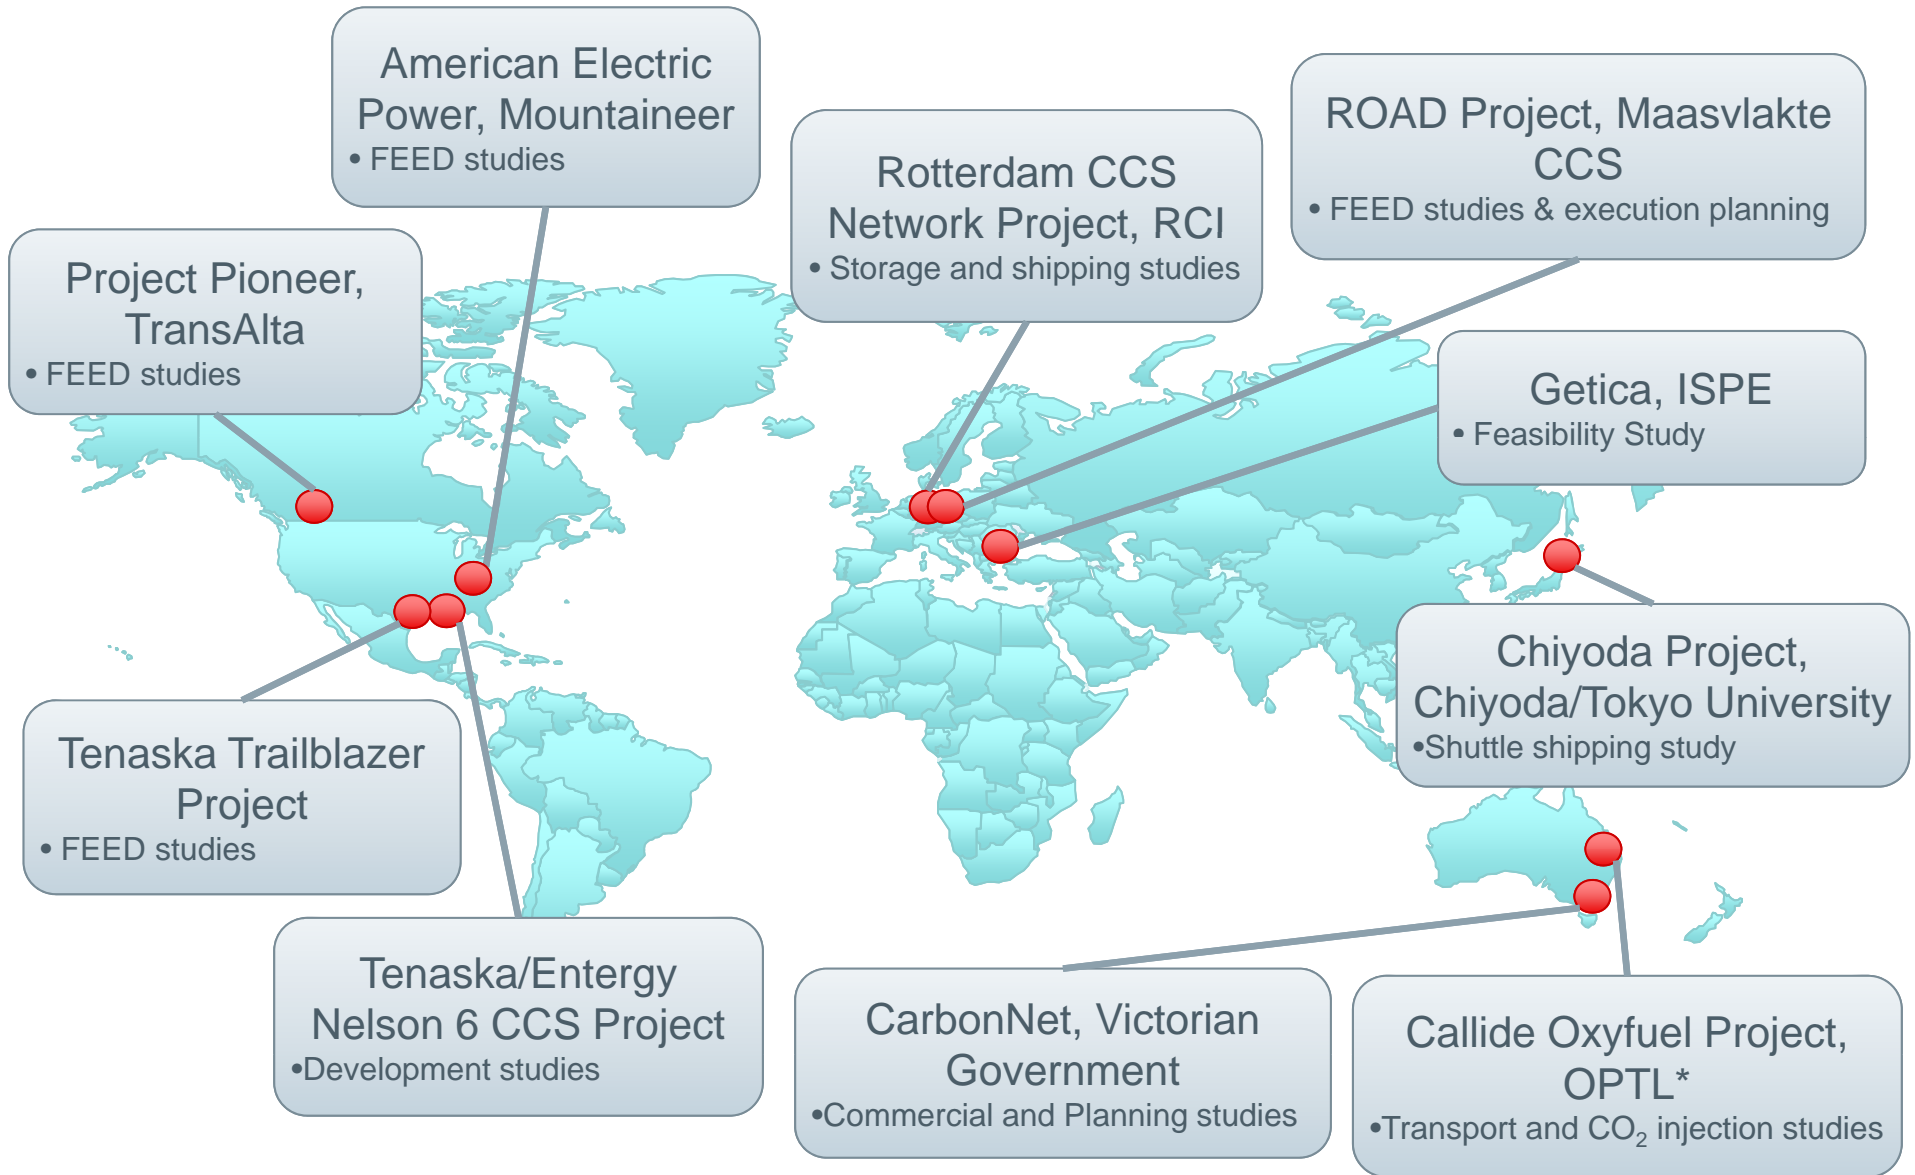 American Electric
Power, Mountaineer
• FEED studies
ROAD Project, Maasvlakte
CCS
• FEED studies & execution planning
Rotterdam CCS
Network Project, RCI
• Storage and shipping studies
Project Pioneer,
TransAlta
• FEED studies
Getica, ISPE
• Feasibility Study
Chiyoda Project,
Chiyoda/Tokyo University
•Shuttle shipping study
Tenaska Trailblazer
Project
• FEED studies
Tenaska/Entergy
Nelson 6 CCS Project
•Development studies
CarbonNet, Victorian
Government
•Commercial and Planning studies
Callide Oxyfuel Project,
OPTL*
•Transport and CO₂ injection studies